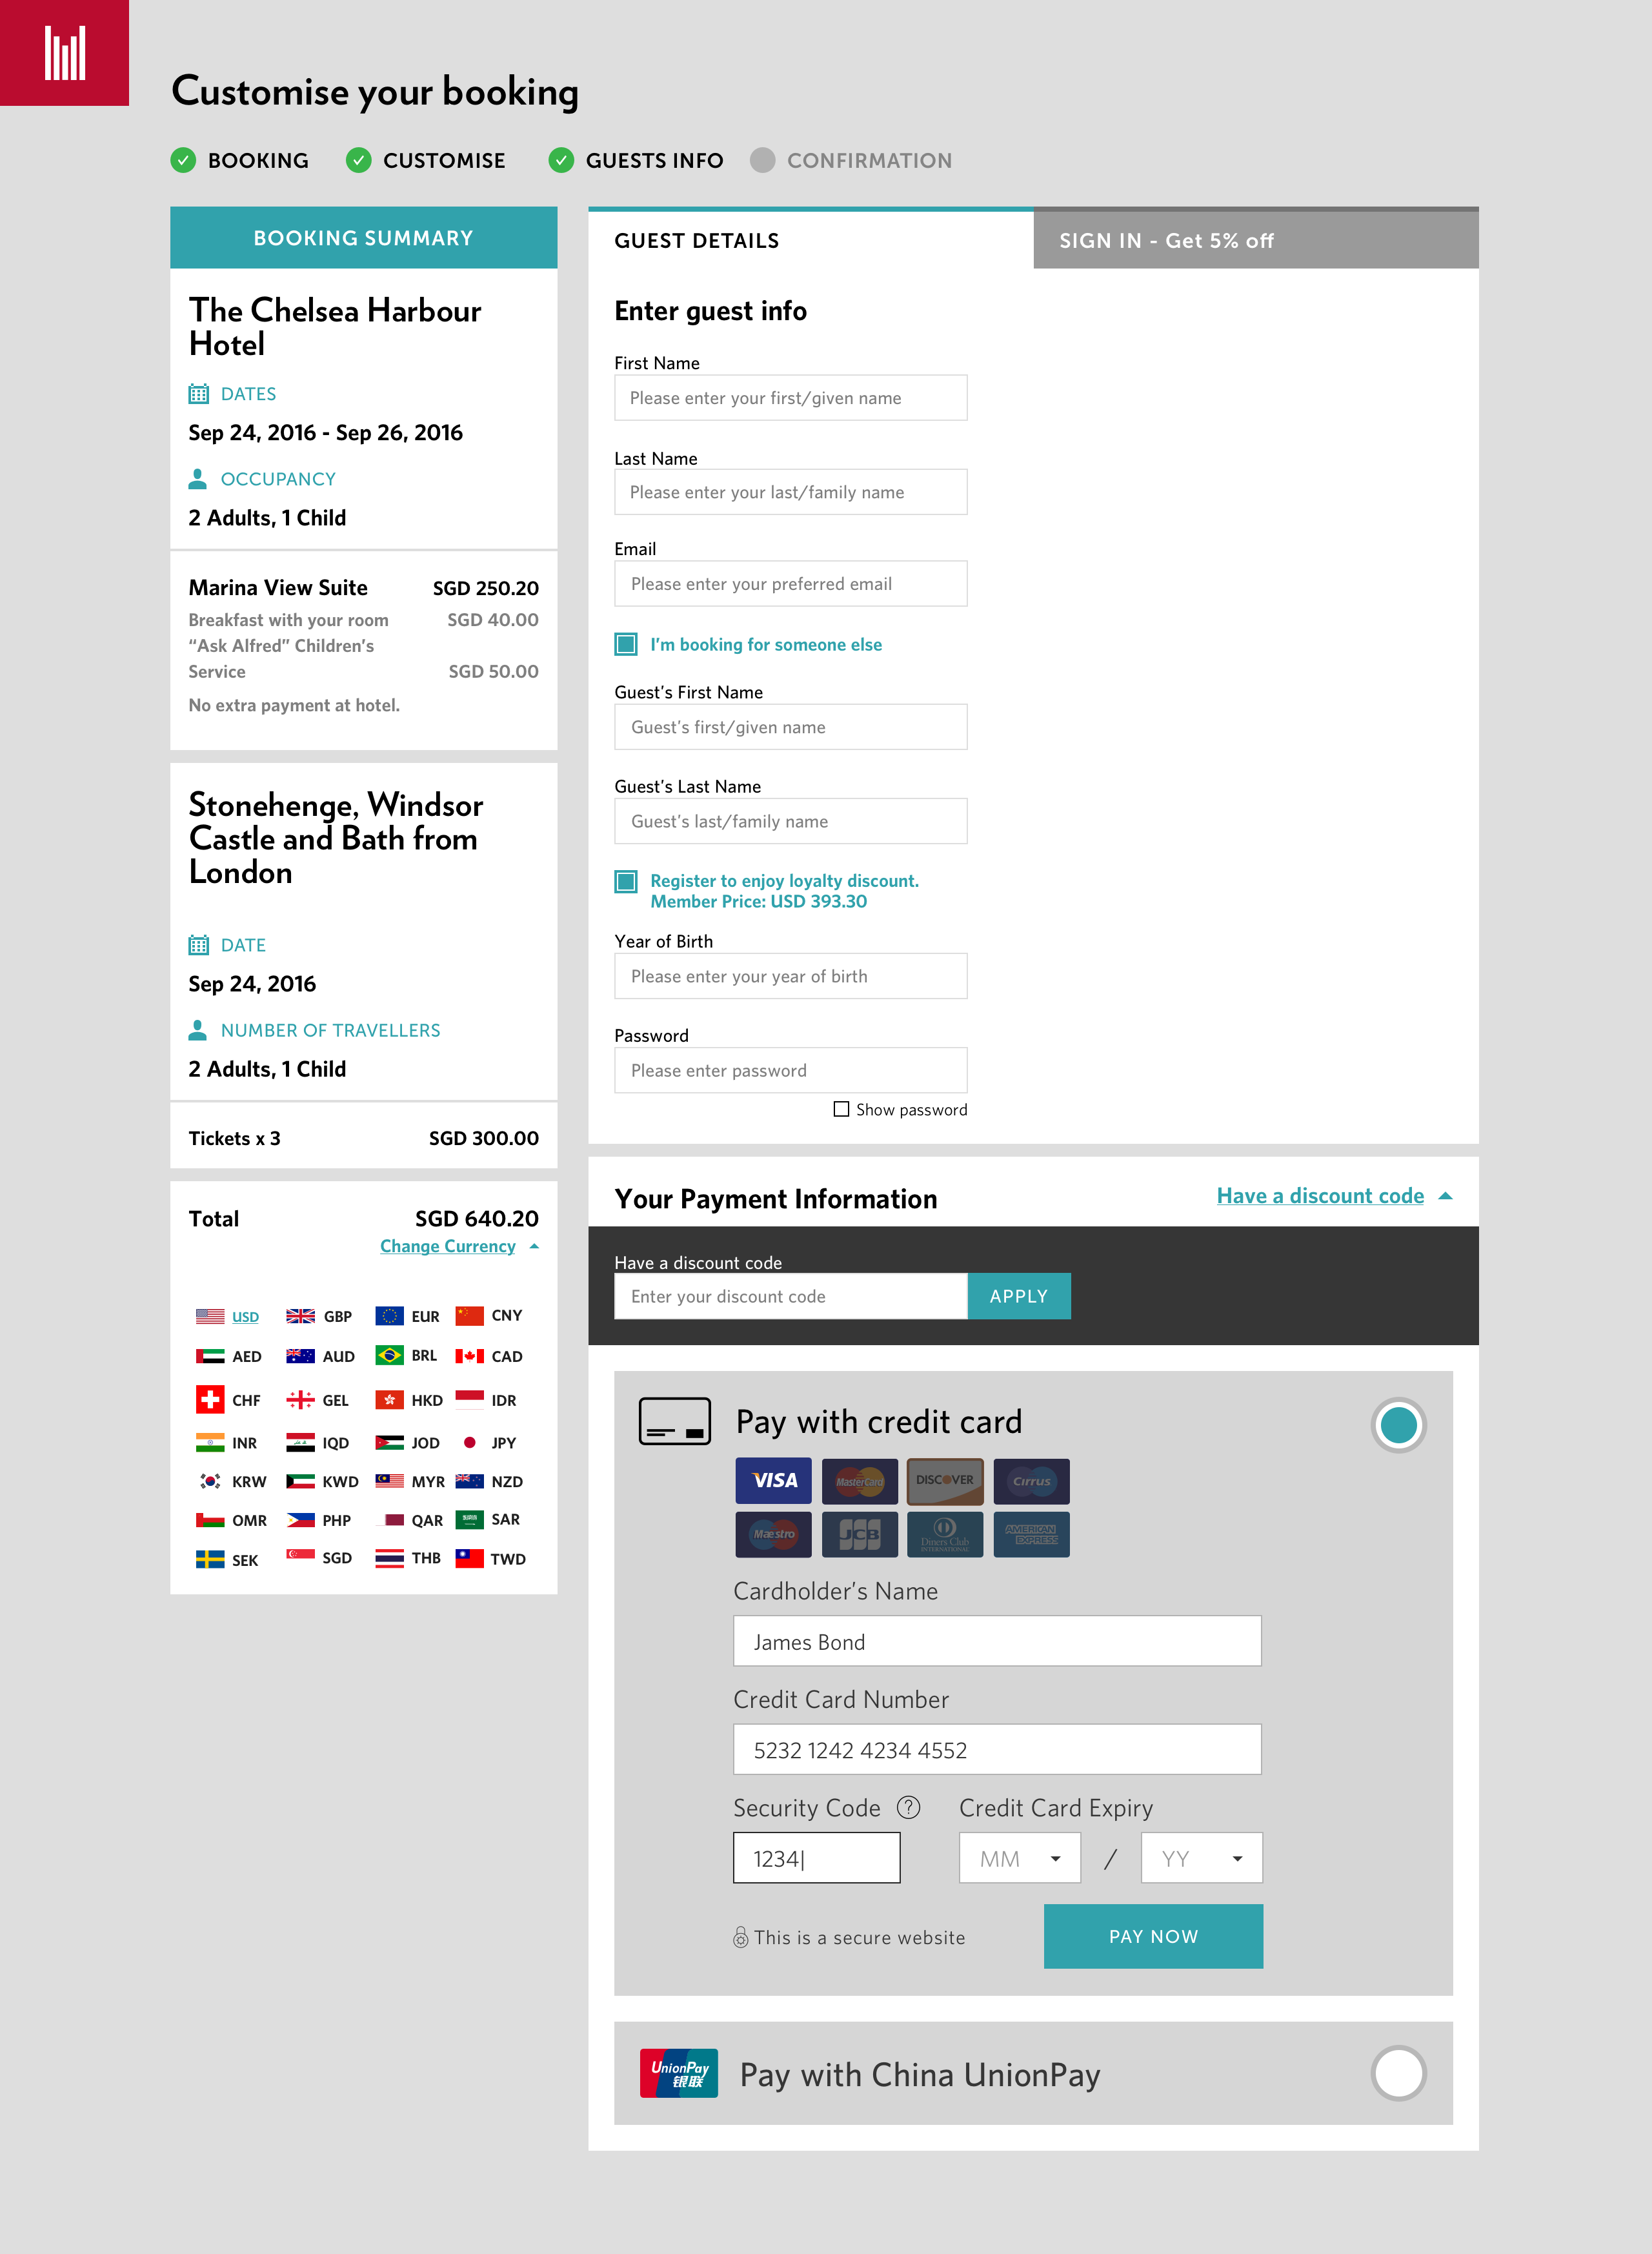 Customise your booking
BOOKING CUSTOMISE GUESTS INFO CONFIRMATION
BOOKING SUMMARY
The Chelsea Harbour
Hotel
DATES
Sep 24, 2016 - Sep 26, 2016
OCCUPANCY
2 Adults, 1 Child
Marina View Suite SGD 250.20
Breakfast with your room SGD 40.00
“Ask Alfred” Children’s
Service SGD 50.00
No extra payment at hotel.
Stonehenge, Windsor
Castle and Bath from
London
DATE
Sep 24, 2016
NUMBER OF TRAVELLERS
2 Adults, 1 Child
Tickets x 3 SGD 300.00
Total SGD 640.20
Change Currency
USD GBP EUR CNY
AED AUD BRL CAD
CHF GEL HKD IDR
INR IQD JOD JPY
KRW KWD MYR NZD
OMR PHP QAR SAR
SEK SGD THB TWD
GUEST DETAILS
SIGN IN - Get 5% off
Enter guest info
First Name
Please enter your first/given name
Last Name
Please enter your last/family name
Email
Please enter your preferred email
I’m booking for someone else
Guest’s First Name
Guest’s first/given name
Guest’s Last Name
Guest’s last/family name
Register to enjoy loyalty discount.
Member Price: USD 393.30
Year of Birth
Please enter your year of birth
Password
Please enter password
Show password
Your Payment Information
Have a discount code
Have a discount code
Enter your discount code
APPLY
Pay with credit card
VISA MasterCard DISCOVER Cirrus
Maestro JCB Diners Club INTERNATIONAL AMERICAN EXPRESS
Cardholder’s Name
James Bond
Credit Card Number
5232 1242 4234 4552
Security Code ? Credit Card Expiry
1234| MM / YY
This is a secure website
PAY NOW
UnionPay
银联
Pay with China UnionPay